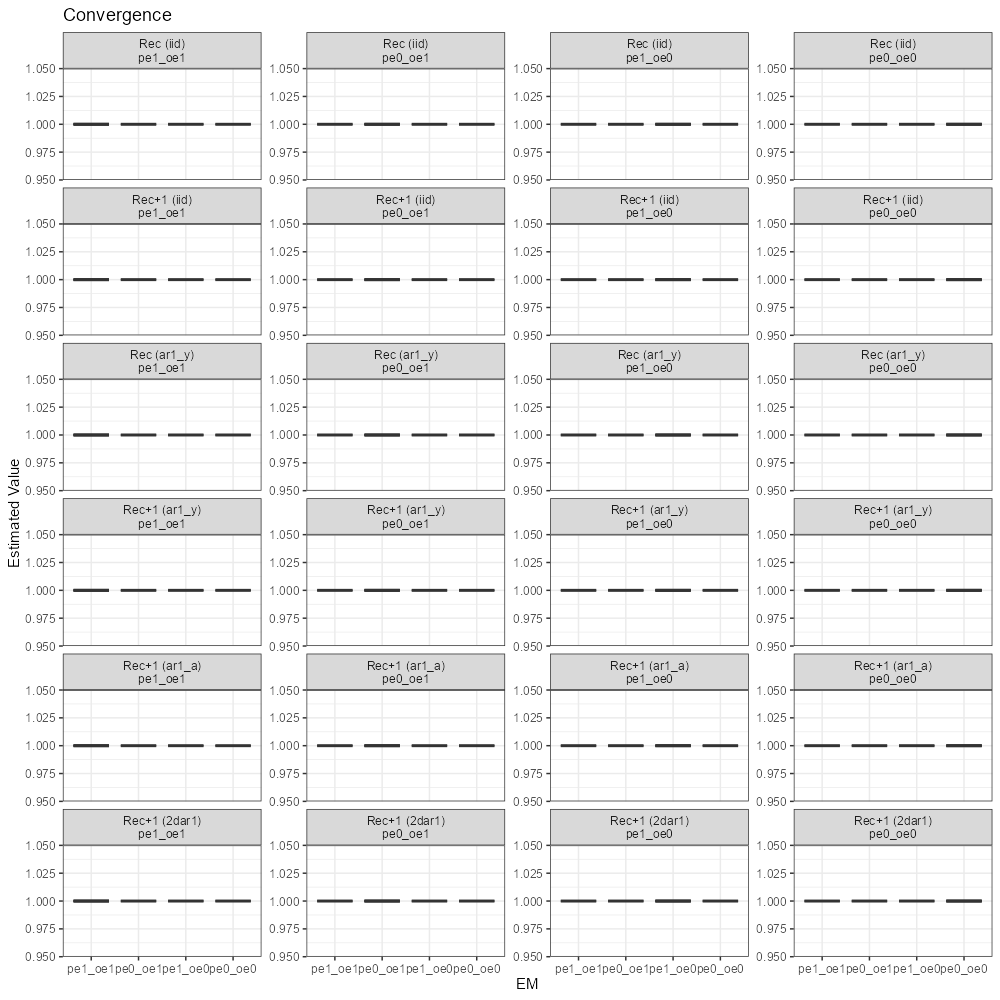 Convergence
Rec (iid) Rec (iid) Rec (iid) Rec (iid)
pe1_oe1 pe0_oe1 pe1_oe0 pe0_oe0
1.050 1.050 1.050 1.050
1.025 1.025 1.025 1.025
1.000 1.000 1.000 1.000
0.975 0.975 0.975 0.975
0.950 0.950 0.950 0.950
Rec+1 (iid) Rec+1 (iid) Rec+1 (iid) Rec+1 (iid)
pe1_oe1 pe0_oe1 pe1_oe0 pe0_oe0
1.050 1.050 1.050 1.050
1.025 1.025 1.025 1.025
1.000 1.000 1.000 1.000
0.975 0.975 0.975 0.975
0.950 0.950 0.950 0.950
Rec (ar1_y) Rec (ar1_y) Rec (ar1_y) Rec (ar1_y)
pe1_oe1 pe0_oe1 pe1_oe0 pe0_oe0
1.050 1.050 1.050 1.050
1.025 1.025 1.025 1.025
1.000 1.000 1.000 1.000
0.975 0.975 0.975 0.975
0.950 0.950 0.950 0.950
Estimated Value
Rec+1 (ar1_y) Rec+1 (ar1_y) Rec+1 (ar1_y) Rec+1 (ar1_y)
pe1_oe1 pe0_oe1 pe1_oe0 pe0_oe0
1.050 1.050 1.050 1.050
1.025 1.025 1.025 1.025
1.000 1.000 1.000 1.000
0.975 0.975 0.975 0.975
0.950 0.950 0.950 0.950
Rec+1 (ar1_a) Rec+1 (ar1_a) Rec+1 (ar1_a) Rec+1 (ar1_a)
pe1_oe1 pe0_oe1 pe1_oe0 pe0_oe0
1.050 1.050 1.050 1.050
1.025 1.025 1.025 1.025
1.000 1.000 1.000 1.000
0.975 0.975 0.975 0.975
0.950 0.950 0.950 0.950
Rec+1 (2dar1) Rec+1 (2dar1) Rec+1 (2dar1) Rec+1 (2dar1)
pe1_oe1 pe0_oe1 pe1_oe0 pe0_oe0
1.050 1.050 1.050 1.050
1.025 1.025 1.025 1.025
1.000 1.000 1.000 1.000
0.975 0.975 0.975 0.975
0.950 0.950 0.950 0.950
pe1_oe1 pe0_oe1 pe1_oe0 pe0_oe0 pe1_oe1 pe0_oe1 pe1_oe0 pe0_oe0 pe1_oe1 pe0_oe1 pe1_oe0 pe0_oe0 pe1_oe1 pe0_oe1 pe1_oe0 pe0_oe0
EM